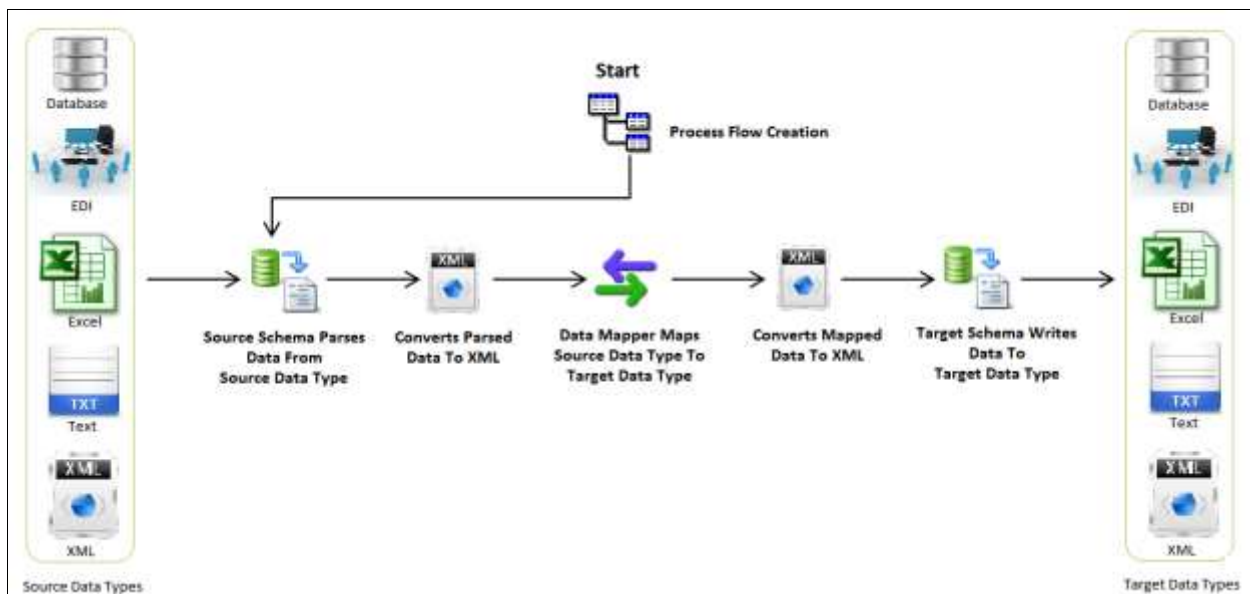 Database
EDI
Excel
TXT
Text
XML
XML
Source Data Types
Start
Process Flow Creation
Source Schema Parses
Data From
Source Data Type
XML
Converts Parsed
Data To XML
Data Mapper Maps
Source Data Type To
Target Data Type
XML
Converts Mapped
Data To XML
Target Schema Writes
Data To
Target Data Type
Database
EDI
Excel
TXT
Text
XML
XML
Target Data Types